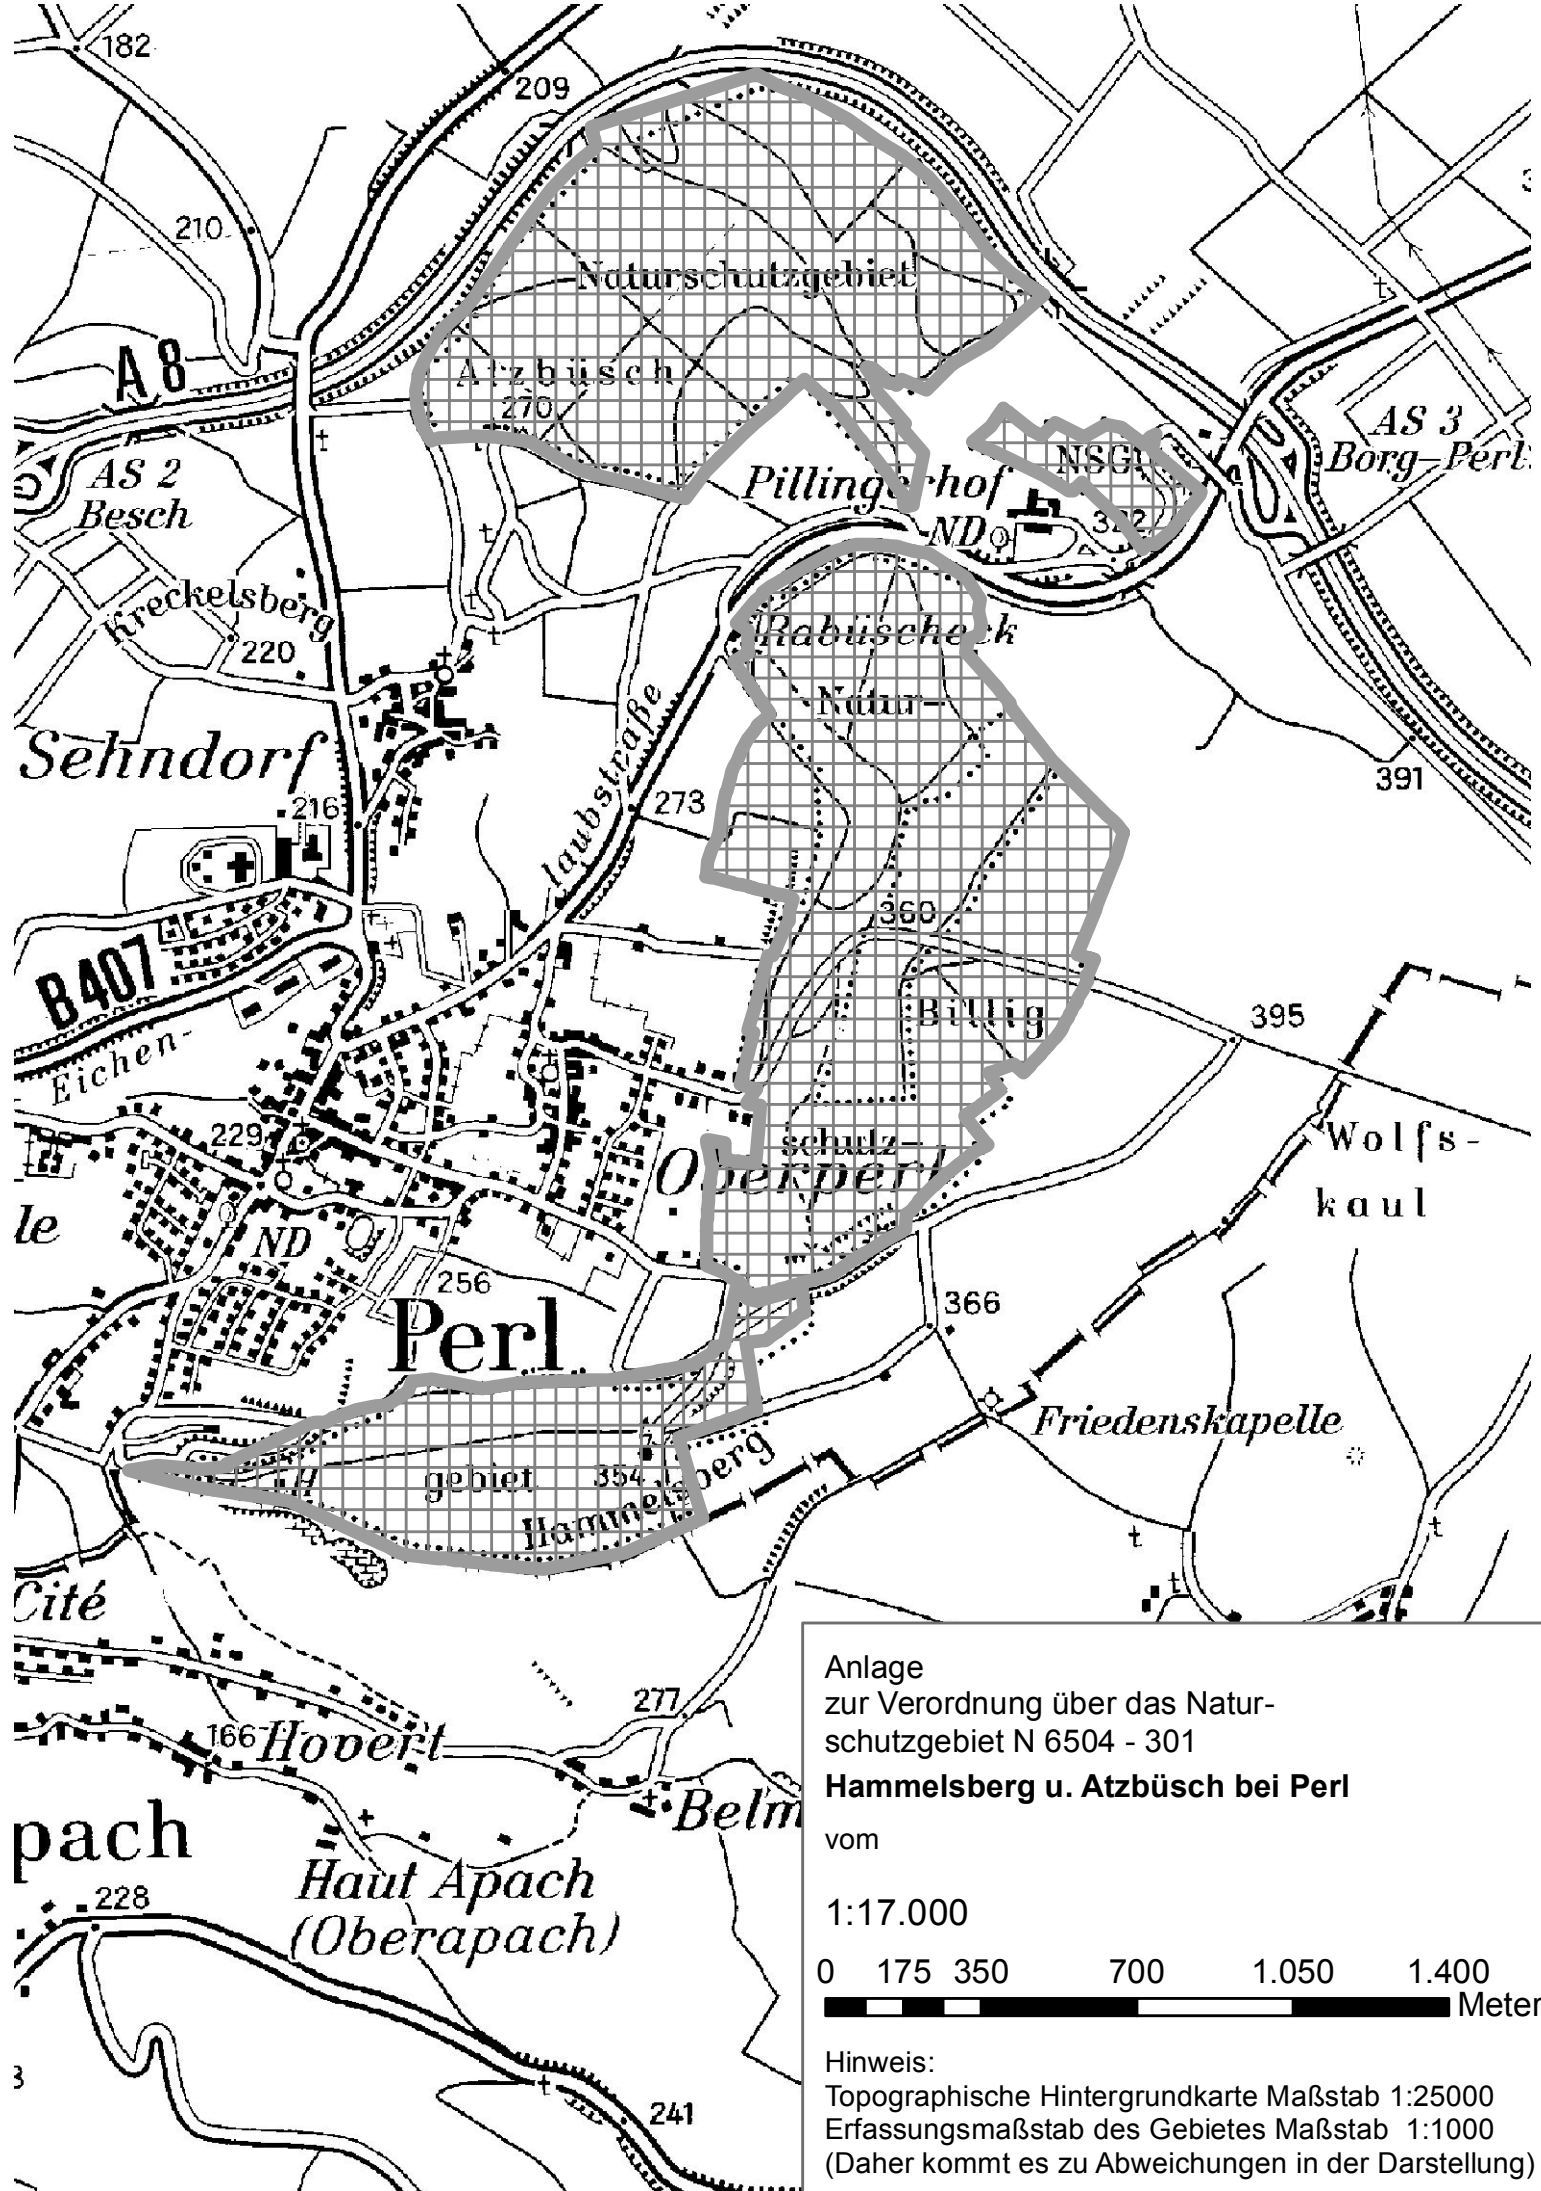 182
209
210
Naturschutzgebiet
A 8
Atzbüsch
270
AS 3
Borg-Perl
AS 2
Besch
Pillingerhof
NSG
322
ND
Kreckelsberg
220
Rabüscheck
Natur-
Sehndorf
216
laubstraße
273
391
360
B 407
Eichen-
Billig
395
229
schutz-
Oberperl
Wolfs-
kaul
le
ND
256
Perl
366
Friedenskapelle
gebiet
354
Hammelsberg
Cité
277
166
Hovert
Belm
pach
Haut Apach
(Oberapach)
228
241
Anlage
zur Verordnung über das Natur-
schutzgebiet N 6504 - 301
Hammelsberg u. Atzbüsch bei Perl
vom
1:17.000
0 175 350 700 1.050 1.400
Meter
Hinweis:
Topographische Hintergrundkarte Maßstab 1:25000
Erfassungsmaßstab des Gebietes Maßstab 1:1000
(Daher kommt es zu Abweichungen in der Darstellung)